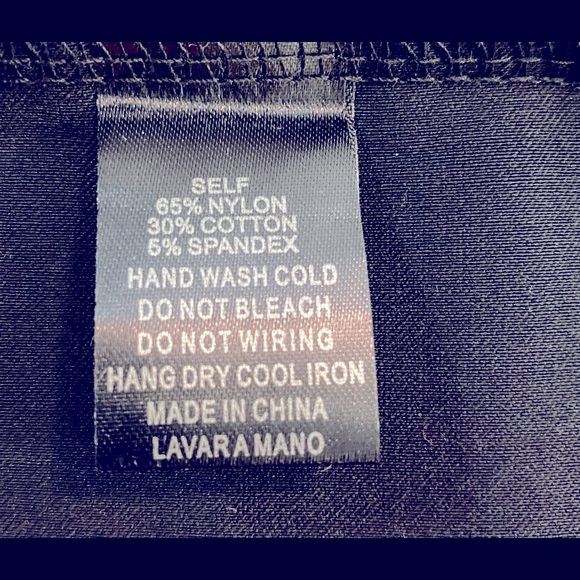 SELF
65% NYLON
30% COTTON
5% SPANDEX
HAND WASH COLD
DO NOT BLEACH
DO NOT WIRING
HANG DRY COOL IRON
MADE IN CHINA
LAVAR A MANO